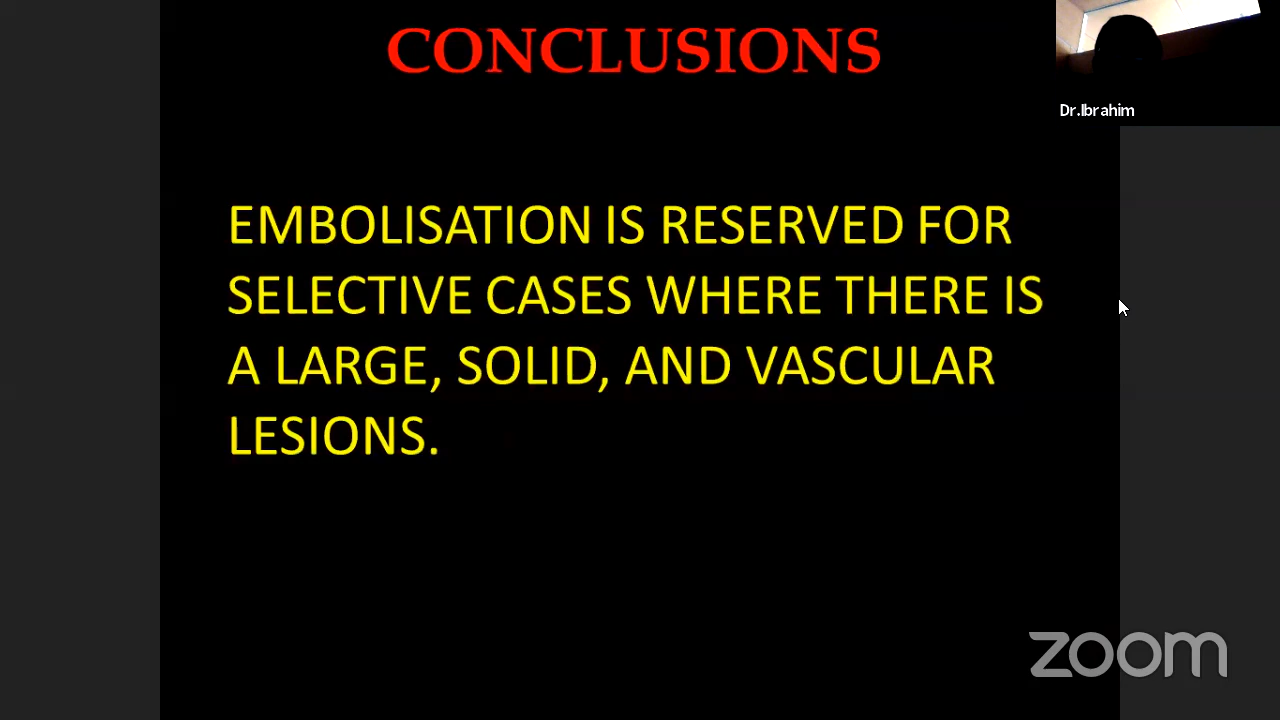 CONCLUSIONS
Dr.Ibrahim
EMBOLISATION IS RESERVED FOR
SELECTIVE CASES WHERE THERE IS
A LARGE, SOLID, AND VASCULAR
LESIONS.
zoom